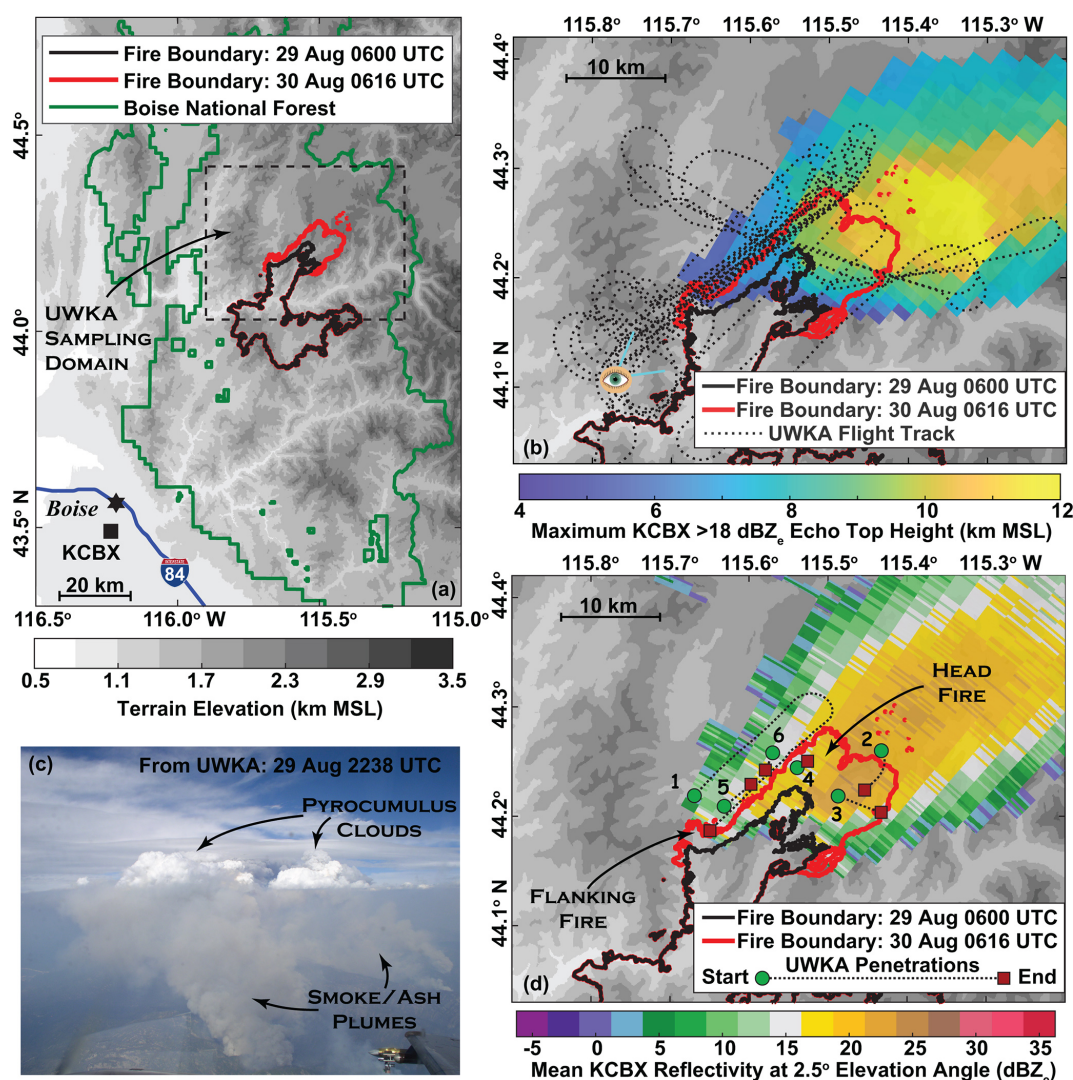 Fire Boundary: 29 Aug 0600 UTC
Fire Boundary: 30 Aug 0616 UTC
Boise National Forest
44.5°
44.0°
43.5° N
UWKA
SAMPLING
DOMAIN
Boise
KCBX
INTERSTATE
84
20 km
(a)
116.5° 116.0° W 115.5° 115.0°
0.5 1.1 1.7 2.3 2.9 3.5
Terrain Elevation (km MSL)
115.8° 115.7° 115.6° 115.5° 115.4° 115.3° W
44.4°
44.3°
44.2°
44.1° N
10 km
Fire Boundary: 29 Aug 0600 UTC
Fire Boundary: 30 Aug 0616 UTC
UWKA Flight Track
(b)
4 6 8 10 12
Maximum KCBX >18 dBZe Echo Top Height (km MSL)
(c)
From UWKA: 29 Aug 2238 UTC
PYROCUMULUS
CLOUDS
SMOKE/ASH
PLUMES
115.8° 115.7° 115.6° 115.5° 115.4° 115.3° W
44.4°
44.3°
44.2°
44.1° N
10 km
HEAD
FIRE
1
5
6
4
2
3
FLANKING
FIRE
Fire Boundary: 29 Aug 0600 UTC
Fire Boundary: 30 Aug 0616 UTC
UWKA Penetrations
Start End
(d)
-5 0 5 10 15 20 25 30 35
Mean KCBX Reflectivity at 2.5° Elevation Angle (dBZe)